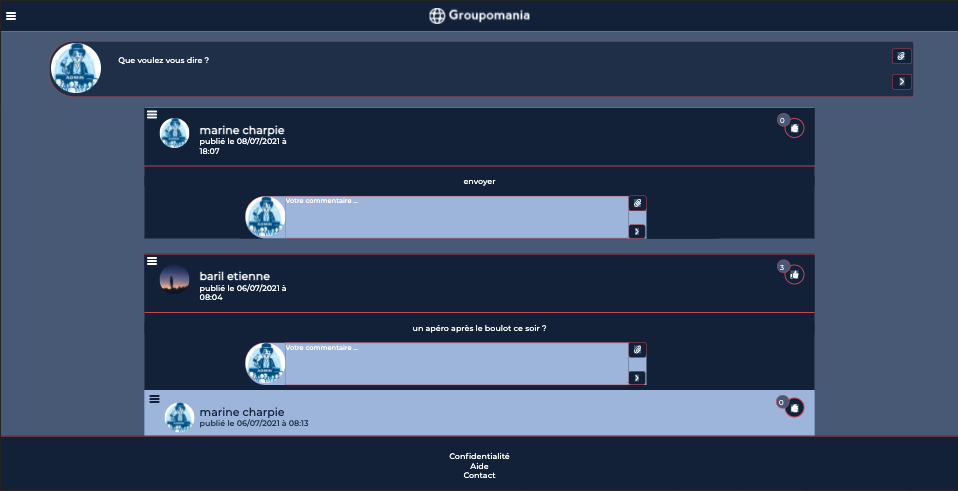 Groupomania
ADMIN
Que voulez vous dire ?
marine charpie
0
publié le 08/07/2021 à
18:07
envoyer
Votre commentaire ...
ADMIN
baril etienne
3
publié le 06/07/2021 à
08:04
un apéro après le boulot ce soir ?
Votre commentaire ...
ADMIN
marine charpie
0
publié le 06/07/2021 à 08:13
Confidentialité
Aide
Contact